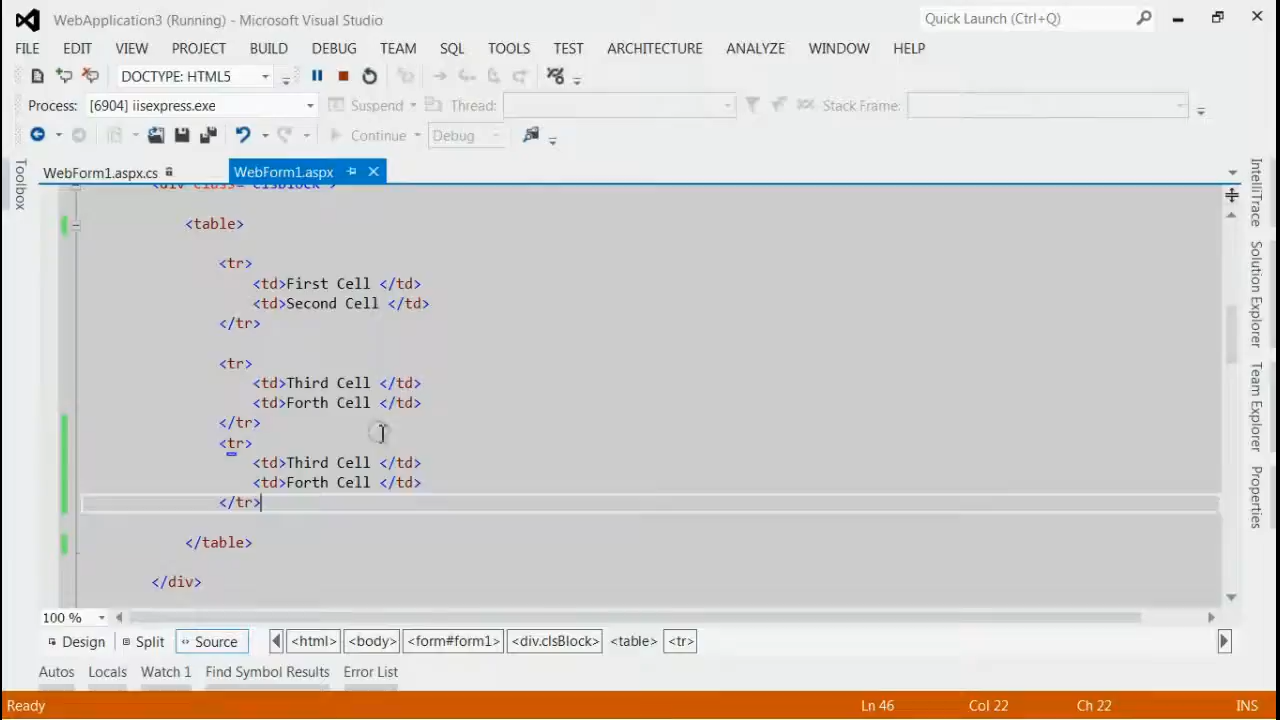 WebApplication3 (Running) - Microsoft Visual Studio
Quick Launch (Ctrl+Q)
FILE EDIT VIEW PROJECT BUILD DEBUG TEAM SQL TOOLS TEST ARCHITECTURE ANALYZE WINDOW HELP
DOCTYPE: HTML5
Process: [6904] iisexpress.exe Suspend Thread: Stack Frame:
Continue Debug
WebForm1.aspx.cs WebForm1.aspx
Toolbox
<div class="clsBlock">
<table>
<tr>
<td>First Cell </td>
<td>Second Cell </td>
</tr>
<tr>
<td>Third Cell </td>
<td>Forth Cell </td>
</tr>
<tr>
<td>Third Cell </td>
<td>Forth Cell </td>
</tr>
</table>
</div>
IntelliTrace
Solution Explorer
Team Explorer
Properties
100 %
Design Split Source <html> <body> <form#form1> <div.clsBlock> <table> <tr>
Autos Locals Watch 1 Find Symbol Results Error List
Ready Ln 46 Col 22 Ch 22 INS